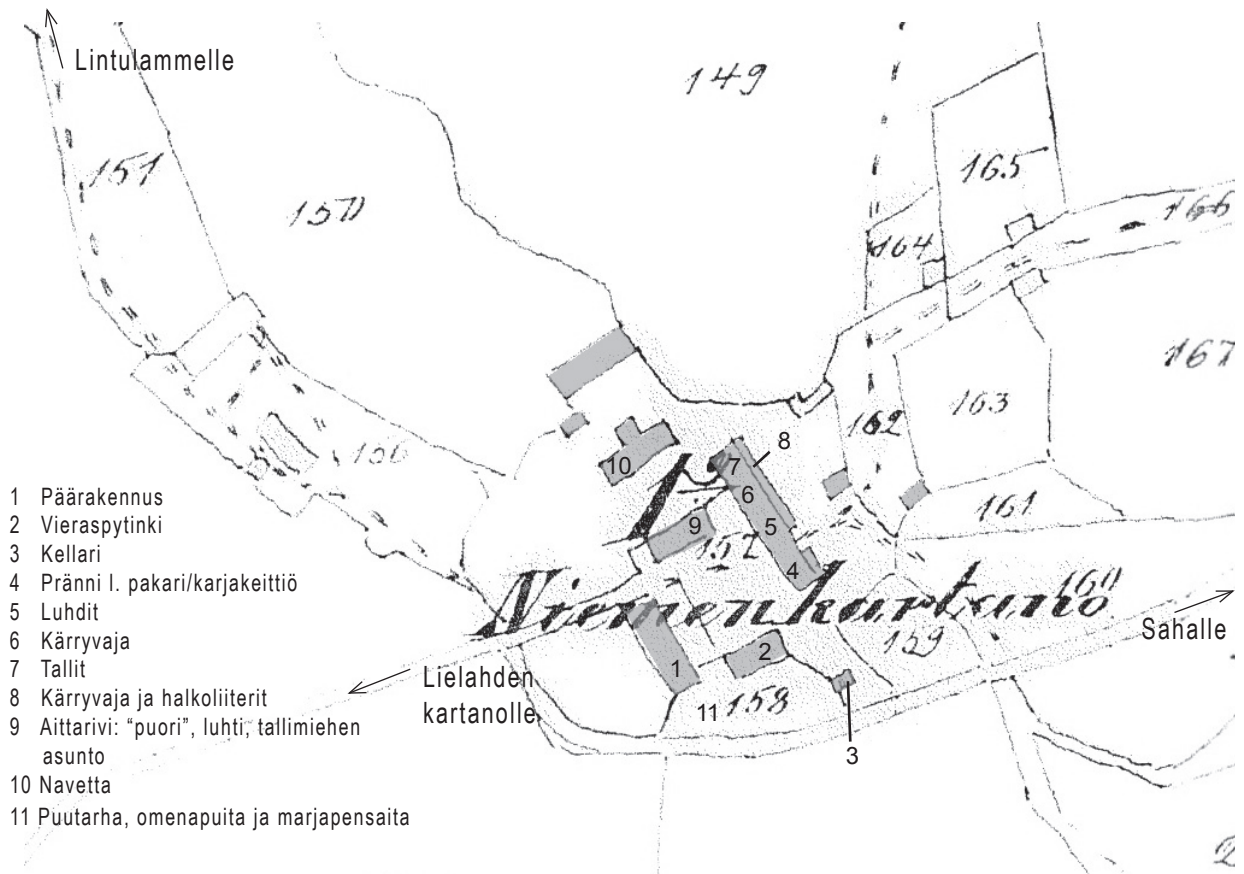 Lintulammelle
149
151
150
165
166
164
167
163
162
156
161
10
7
8
6
9
5
152
4
Niemenkartano
160
159
Sahalle
1
2
Lielahden
kartanolle
158
11
3
1 Päärakennus
2 Vieraspytinki
3 Kellari
4 Pränni l. pakari/karjakeittiö
5 Luhdit
6 Kärryvaja
7 Tallit
8 Kärryvaja ja halkoliiterit
9 Aittarivi: “puori”, luhti, tallimiehen
asunto
10 Navetta
11 Puutarha, omenapuita ja marjapensaita